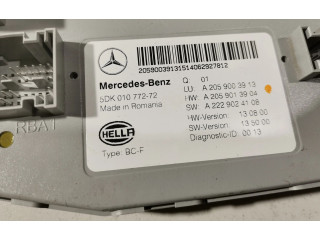 20590039131514062927812
Mercedes-Benz Q 01
5DK 010 772-72 LU: A 205 900 39 13
Made in Romania HW: A 205 901 39 04
SW: A 222 902 41 08
HELLA HW-Version: 13.08.00
SW-Version: 13.50.00
Type: BC-F Diagnostic-ID: 00 13
RBA1